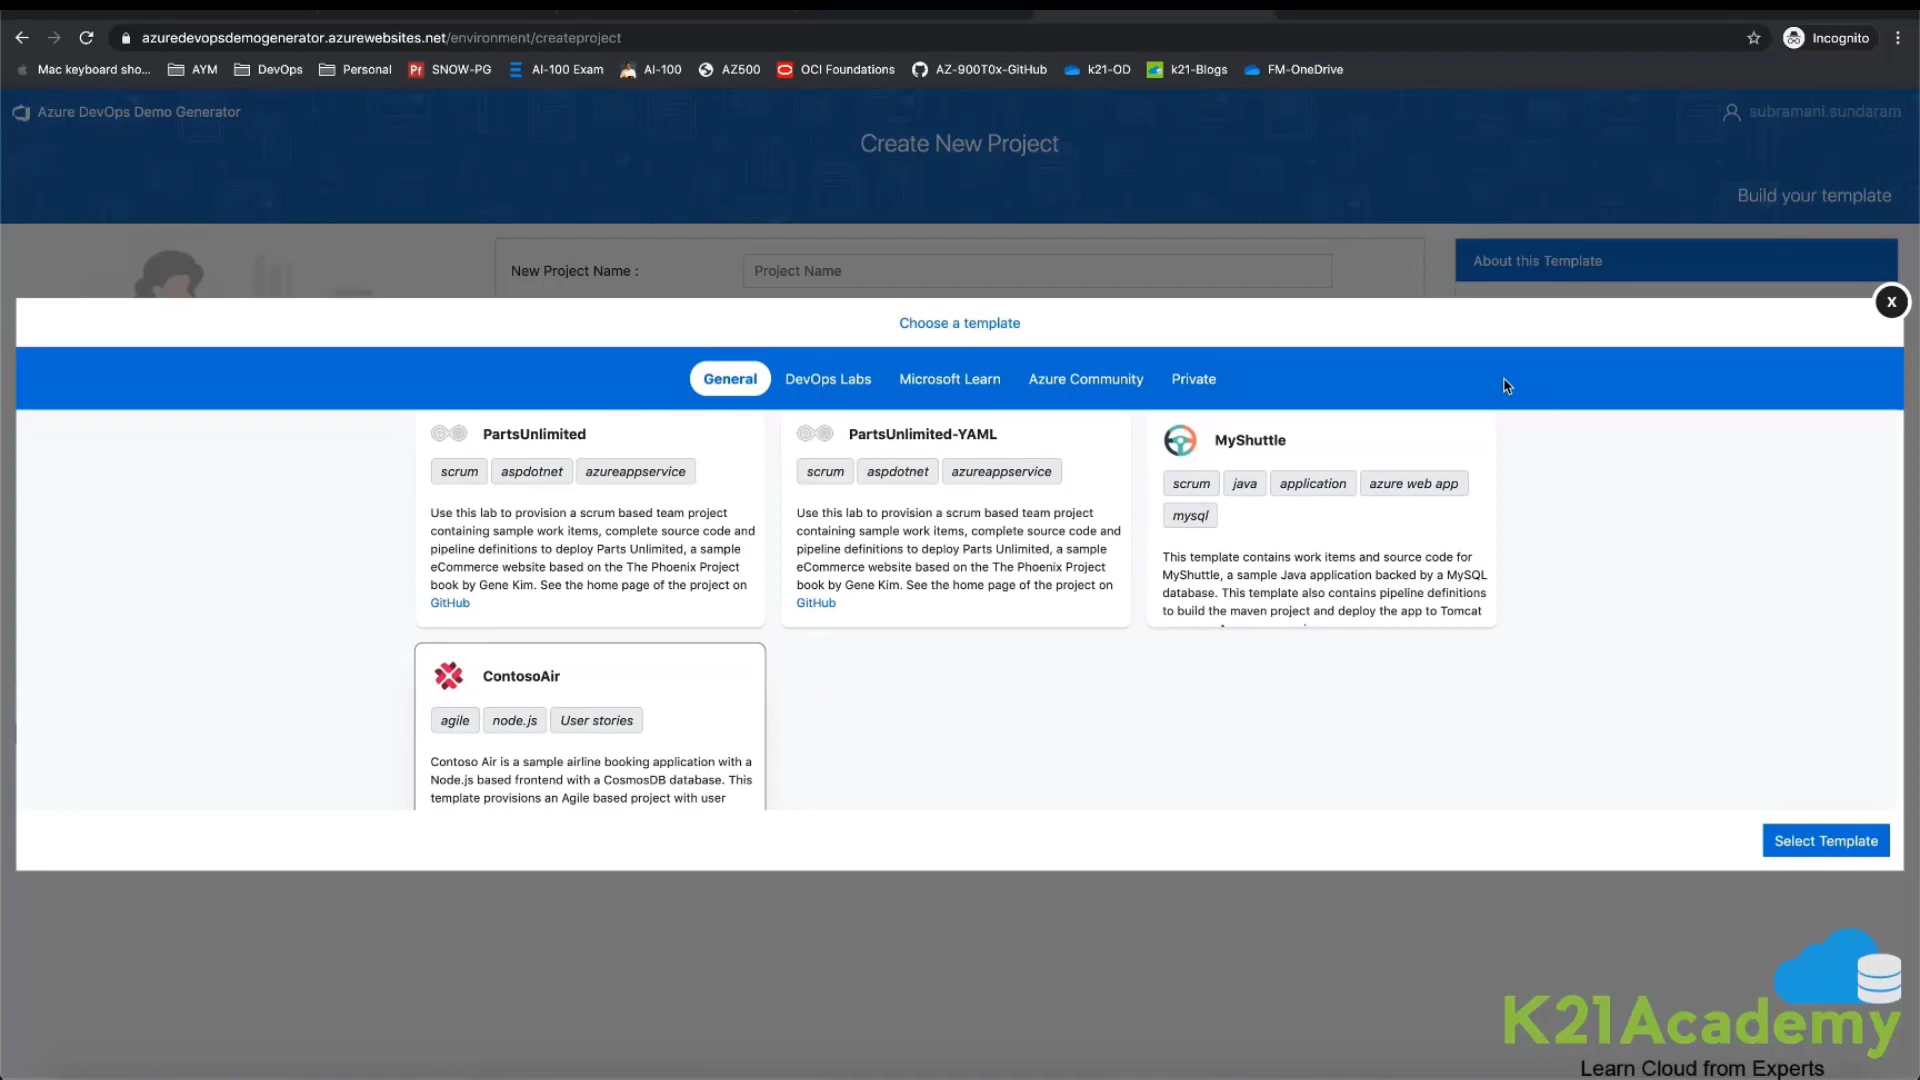 azuredevopsdemogenerator.azurewebsites.net/environment/createproject
Incognito
Mac keyboard sho... AYM DevOps Personal SNOW-PG AI-100 Exam AI-100 AZ500 OCI Foundations AZ-900T0x-GitHub k21-OD k21-Blogs FM-OneDrive
Azure DevOps Demo Generator
subramani.sundaram
Create New Project
Build your template
New Project Name :
Project Name
About this Template
X
Choose a template
General DevOps Labs Microsoft Learn Azure Community Private
PartsUnlimited
scrum aspdotnet azureappservice
Use this lab to provision a scrum based team project
containing sample work items, complete source code and
pipeline definitions to deploy Parts Unlimited, a sample
eCommerce website based on the The Phoenix Project
book by Gene Kim. See the home page of the project on
GitHub
PartsUnlimited-YAML
scrum aspdotnet azureappservice
Use this lab to provision a scrum based team project
containing sample work items, complete source code and
pipeline definitions to deploy Parts Unlimited, a sample
eCommerce website based on the The Phoenix Project
book by Gene Kim. See the home page of the project on
GitHub
MyShuttle
scrum java application azure web app
mysql
This template contains work items and source code for
MyShuttle, a sample Java application backed by a MySQL
database. This template also contains pipeline definitions
to build the maven project and deploy the app to Tomcat
ContosoAir
agile node.js User stories
Contoso Air is a sample airline booking application with a
Node.js based frontend with a CosmosDB database. This
template provisions an Agile based project with user
Select Template
K21Academy
Learn Cloud from Experts